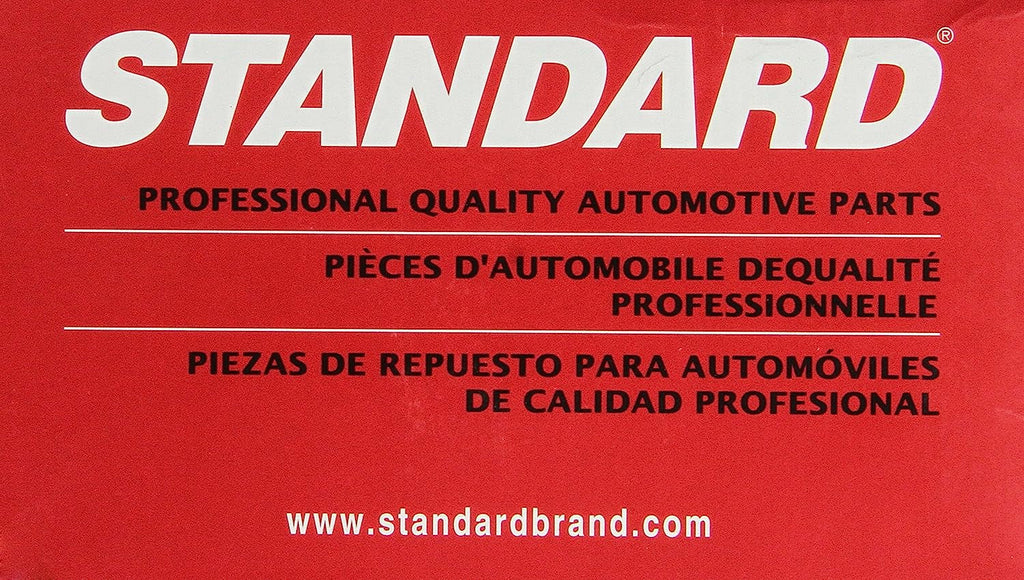 STANDARD®
PROFESSIONAL QUALITY AUTOMOTIVE PARTS
PIÈCES D'AUTOMOBILE DEQUALITÉ
PROFESSIONNELLE
PIEZAS DE REPUESTO PARA AUTOMÓVILES
DE CALIDAD PROFESIONAL
www.standardbrand.com